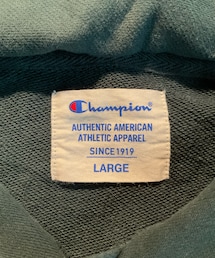 Champion
AUTHENTIC AMERICAN
ATHLETIC APPAREL
SINCE 1919
LARGE